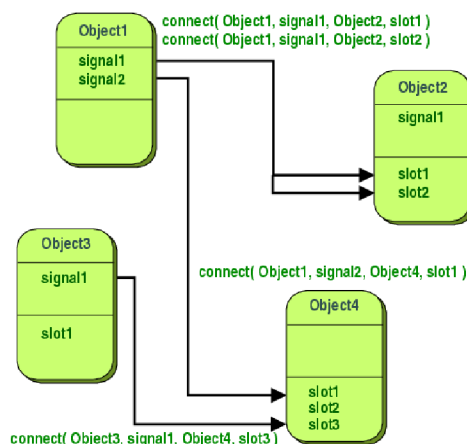 connect( Object1, signal1, Object2, slot1 )
connect( Object1, signal1, Object2, slot2 )
Object1
signal1
signal2
Object2
signal1
slot1
slot2
Object3
signal1
slot1
connect( Object1, signal2, Object4, slot1 )
Object4
slot1
slot2
slot3
connect( Object3, signal1, Object4, slot3 )